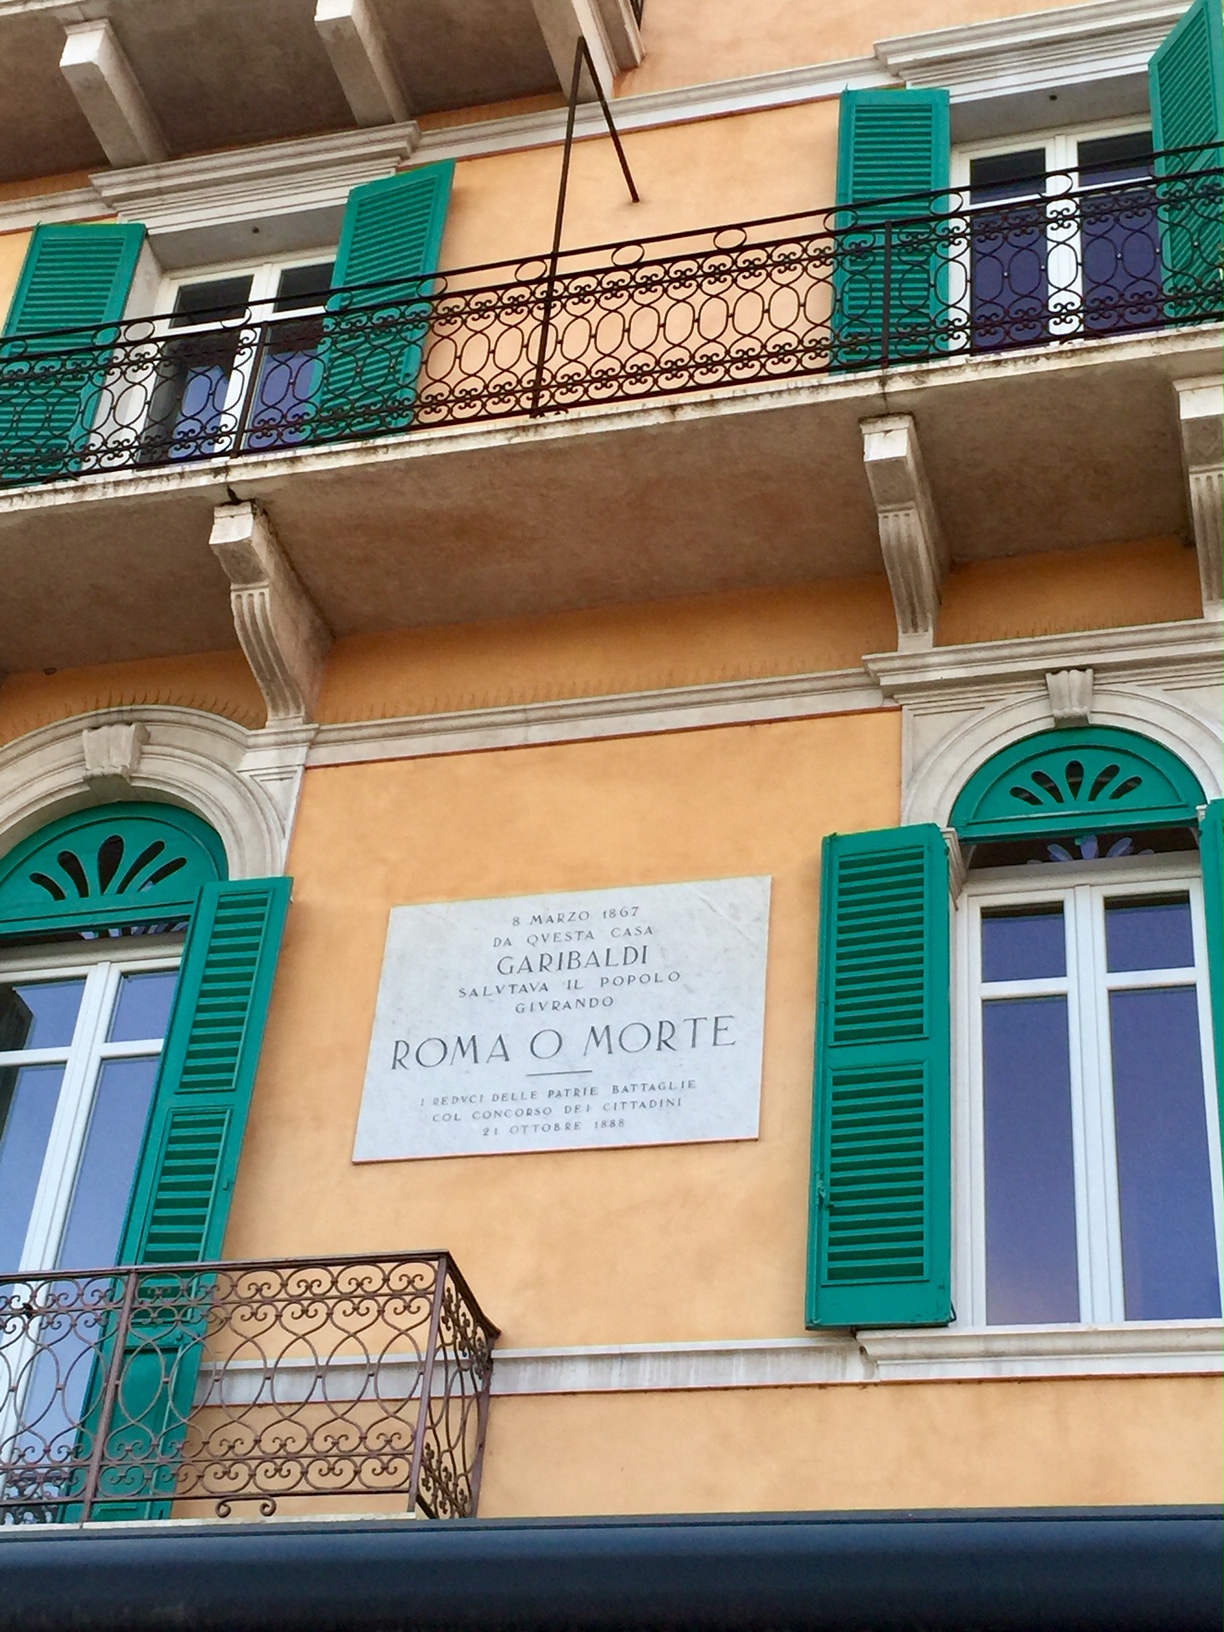 8 MARZO 1867
DA QVESTA CASA
GARIBALDI
SALVTAVA IL POPOLO
GIVRANDO
ROMA O MORTE
I REDVCI DELLE PATRIE BATTAGLIE
COL CONCORSO DEI CITTADINI
21 OTTOBRE 1888